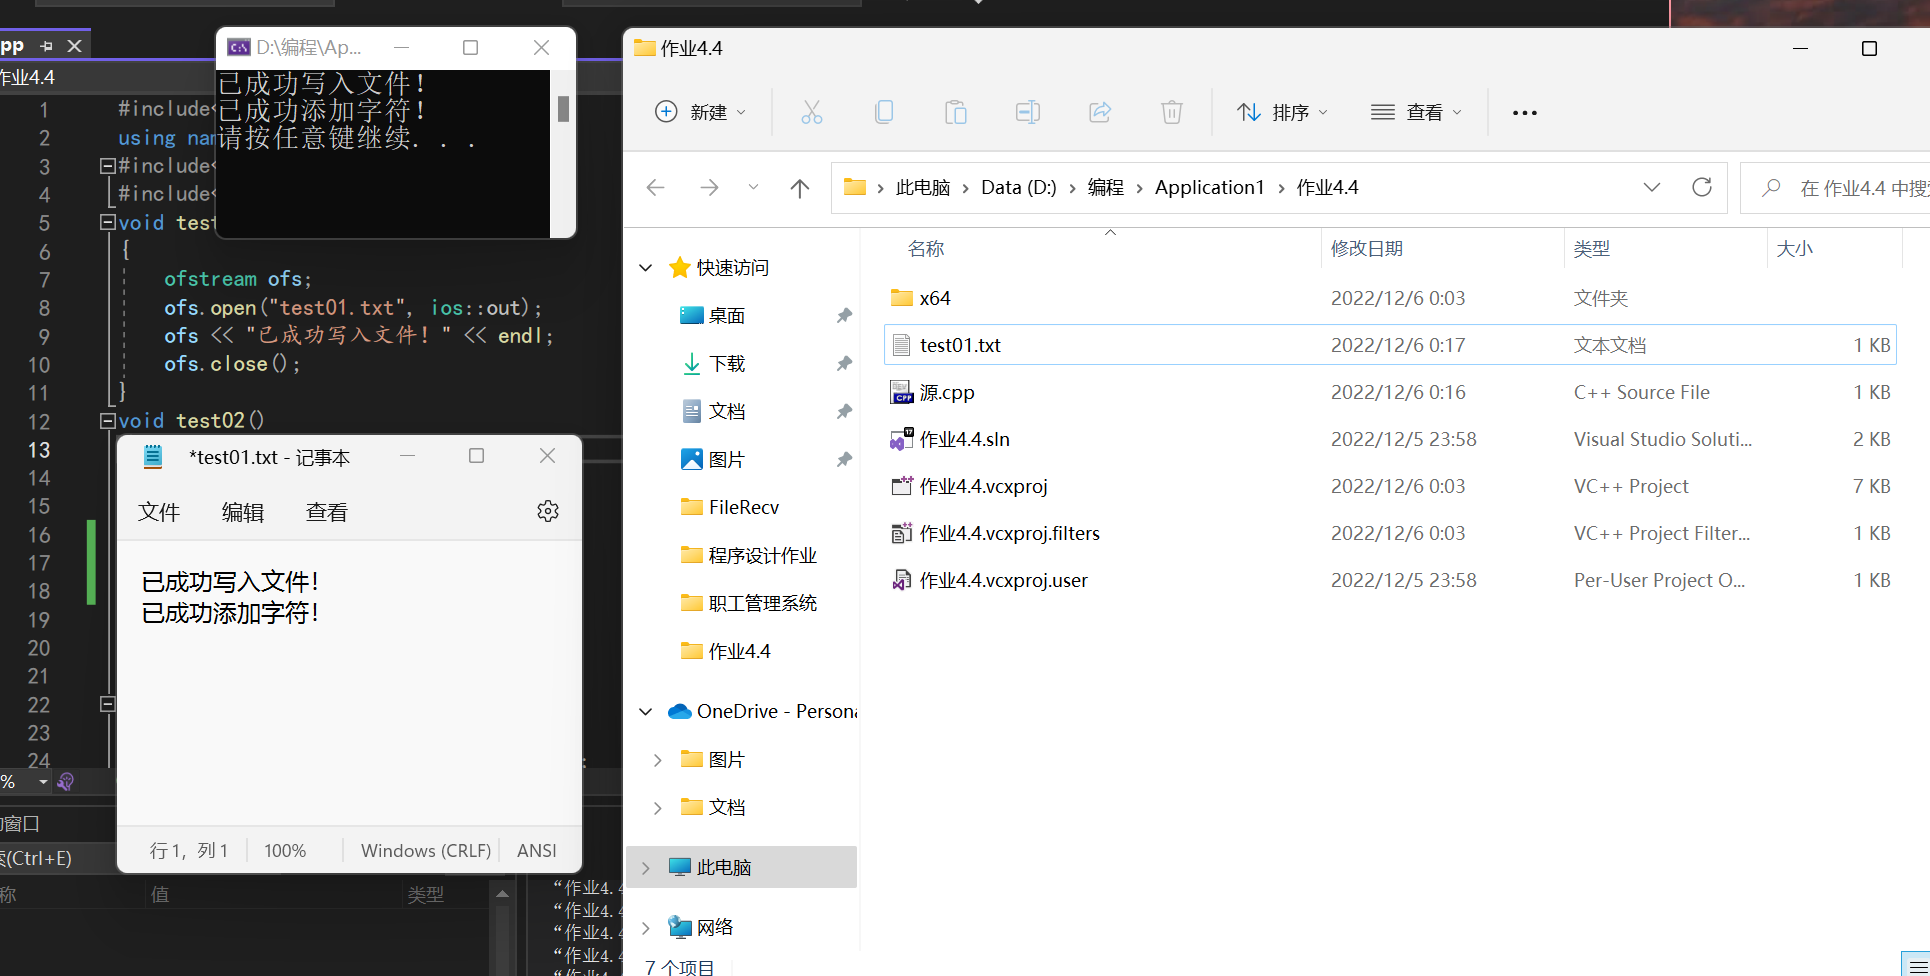 pp
作业4.4
1 #include<
2 using nam
3 #include<
4 #include<
5 void test
6 {
7 ofstream ofs;
8 ofs.open("test01.txt", ios::out);
9 ofs << "已成功写入文件！" << endl;
10 ofs.close();
11 }
12 void test02()
13
14
15
16
17
18
19
20
21
22
23
24
%
窗口
(Ctrl+E)
称 值 类型
“作业4.4
“作业4.4
“作业4.4
“作业4.4
D:\编程\Ap...
已成功写入文件！
已成功添加字符！
请按任意键继续. . .
*test01.txt - 记事本
文件 编辑 查看
已成功写入文件！
已成功添加字符！
行 1，列 1 100% Windows (CRLF) ANSI
作业4.4
新建 排序 查看 •••
此电脑 › Data (D:) › 编程 › Application1 › 作业4.4
在 作业4.4 中搜
快速访问
桌面
下载
文档
图片
FileRecv
程序设计作业
职工管理系统
作业4.4
OneDrive - Persona
图片
文档
此电脑
网络
7 个项目
名称 修改日期 类型 大小
x64 2022/12/6 0:03 文件夹
test01.txt 2022/12/6 0:17 文本文档 1 KB
源.cpp 2022/12/6 0:16 C++ Source File 1 KB
作业4.4.sln 2022/12/5 23:58 Visual Studio Soluti... 2 KB
作业4.4.vcxproj 2022/12/6 0:03 VC++ Project 7 KB
作业4.4.vcxproj.filters 2022/12/6 0:03 VC++ Project Filter... 1 KB
作业4.4.vcxproj.user 2022/12/5 23:58 Per-User Project O... 1 KB